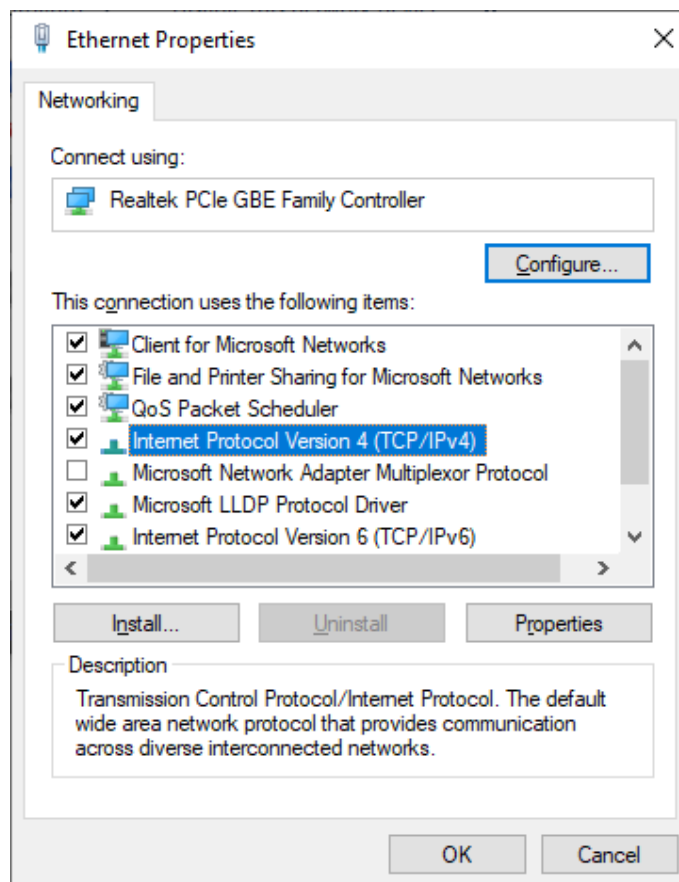 Ethernet Properties
Networking
Connect using:
Realtek PCIe GBE Family Controller
Configure...
This connection uses the following items:
Client for Microsoft Networks
File and Printer Sharing for Microsoft Networks
QoS Packet Scheduler
Internet Protocol Version 4 (TCP/IPv4)
Microsoft Network Adapter Multiplexor Protocol
Microsoft LLDP Protocol Driver
Internet Protocol Version 6 (TCP/IPv6)
Install... Uninstall Properties
Description
Transmission Control Protocol/Internet Protocol. The default
wide area network protocol that provides communication
across diverse interconnected networks.
OK Cancel